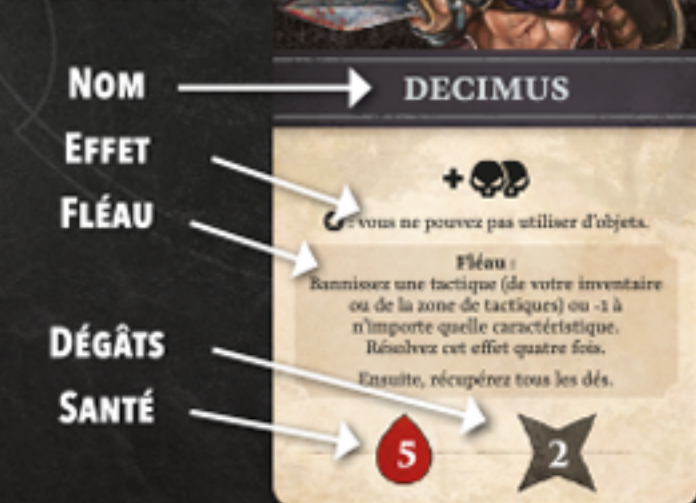 NOM
DECIMUS
EFFET
+
: vous ne pouvez pas utiliser d'objets.
FLÉAU
Fléau :
Bannissez une tactique (de votre inventaire
ou de la zone de tactiques) ou -1 à
n'importe quelle caractéristique.
Résolvez cet effet quatre fois.
Ensuite, récupérez tous les dés.
DÉGÂTS
SANTÉ
5
2